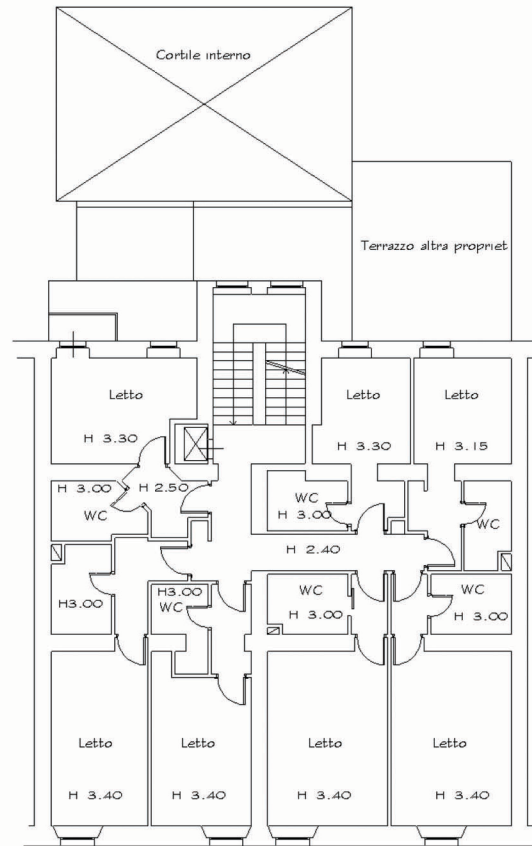 Cortile interno
Terrazzo altra propriet
Letto
H 3.30
Letto
H 3.30
Letto
H 3.15
H 3.00
WC
H 2.50
WC
H 3.00
WC
H 2.40
H3.00
H3.00
WC
WC
H 3.00
WC
H 3.00
Letto
H 3.40
Letto
H 3.40
Letto
H 3.40
Letto
H 3.40